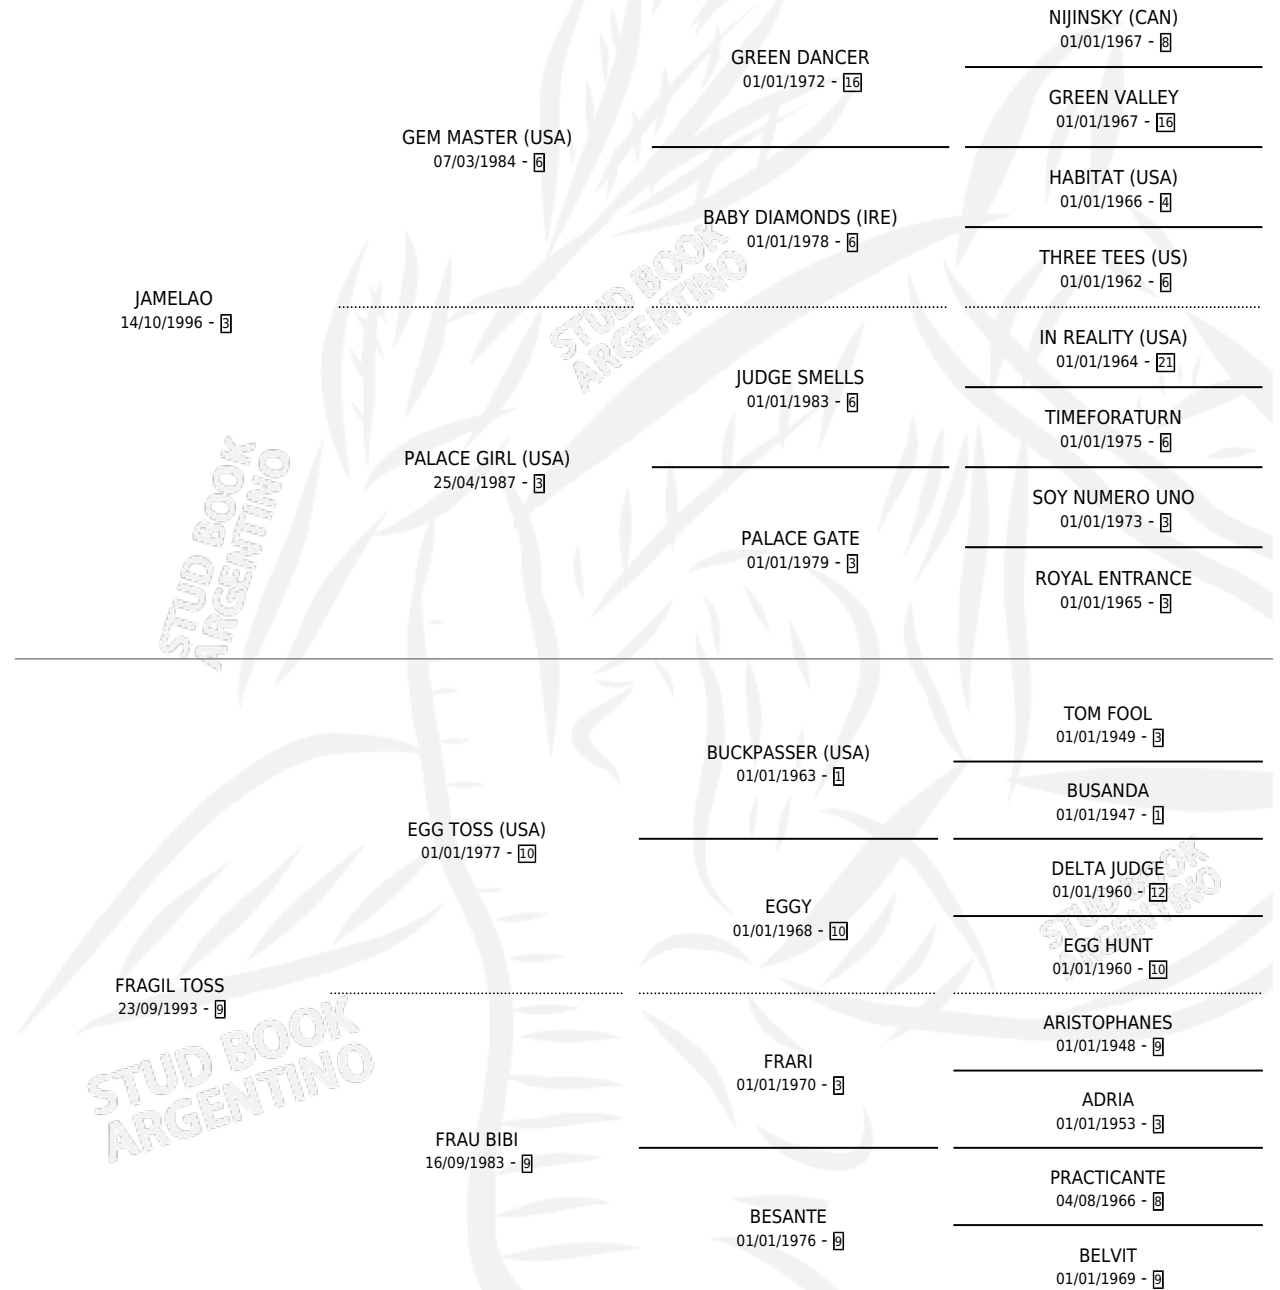 NIJINSKY (CAN)
01/01/1967 - 8
GREEN DANCER
01/01/1972 - 16
GREEN VALLEY
01/01/1967 - 16
GEM MASTER (USA)
07/03/1984 - 6
HABITAT (USA)
01/01/1966 - 4
BABY DIAMONDS (IRE)
01/01/1978 - 6
THREE TEES (US)
01/01/1962 - 6
JAMELAO
14/10/1996 - 3
IN REALITY (USA)
01/01/1964 - 21
JUDGE SMELLS
01/01/1983 - 6
TIMEFORATURN
01/01/1975 - 6
PALACE GIRL (USA)
25/04/1987 - 3
SOY NUMERO UNO
01/01/1973 - 3
PALACE GATE
01/01/1979 - 3
ROYAL ENTRANCE
01/01/1965 - 3
STUD BOOK
ARGENTINO
STUD BOOK
ARGENTINO
TOM FOOL
01/01/1949 - 3
BUCKPASSER (USA)
01/01/1963 - 1
BUSANDA
01/01/1947 - 1
EGG TOSS (USA)
01/01/1977 - 10
DELTA JUDGE
01/01/1960 - 12
EGGY
01/01/1968 - 10
EGG HUNT
01/01/1960 - 10
STUD BOOK
ARGENTINO
FRAGIL TOSS
23/09/1993 - 9
ARISTOPHANES
01/01/1948 - 9
FRARI
01/01/1970 - 3
ADRIA
01/01/1953 - 3
FRAU BIBI
16/09/1983 - 9
PRACTICANTE
04/08/1966 - 8
BESANTE
01/01/1976 - 9
BELVIT
01/01/1969 - 9
STUD BOOK
ARGENTINO